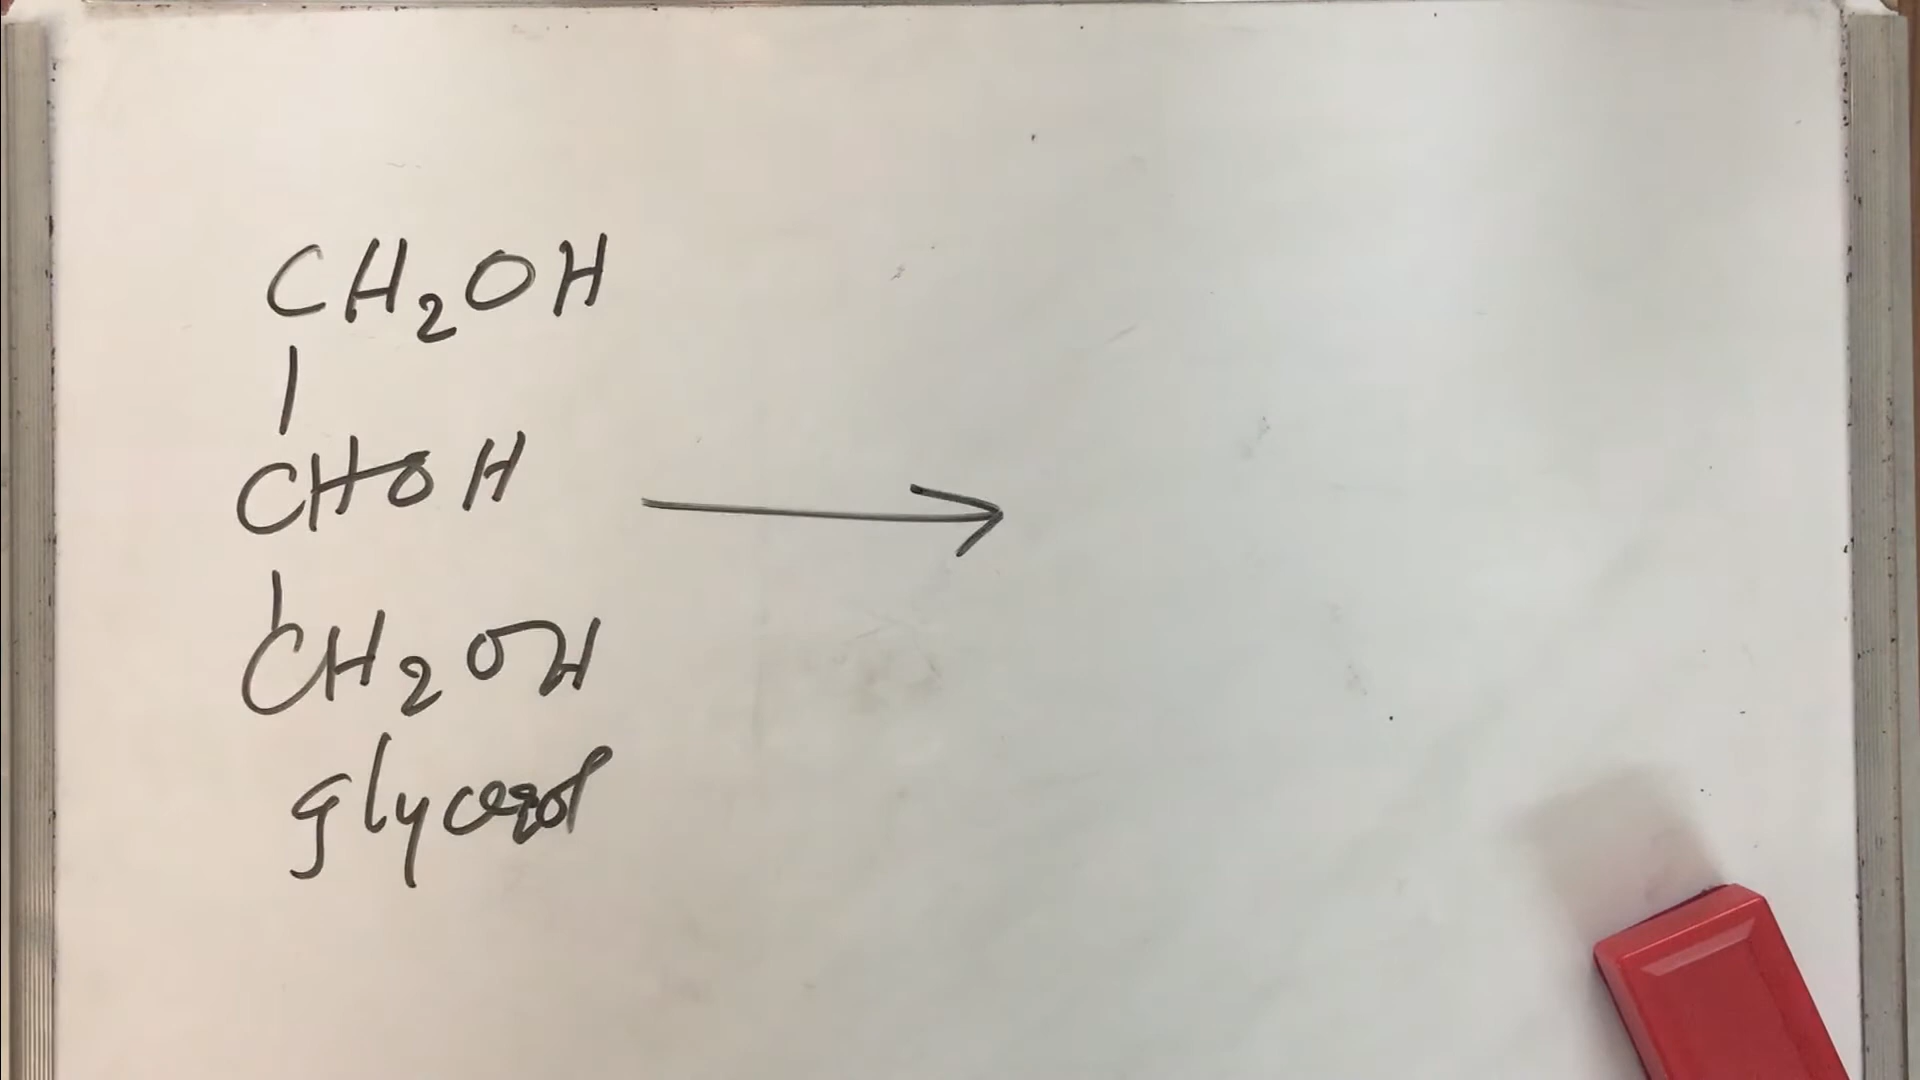 CH₂OH
|
CHOH ⟶
|
CH₂OH
glycerol